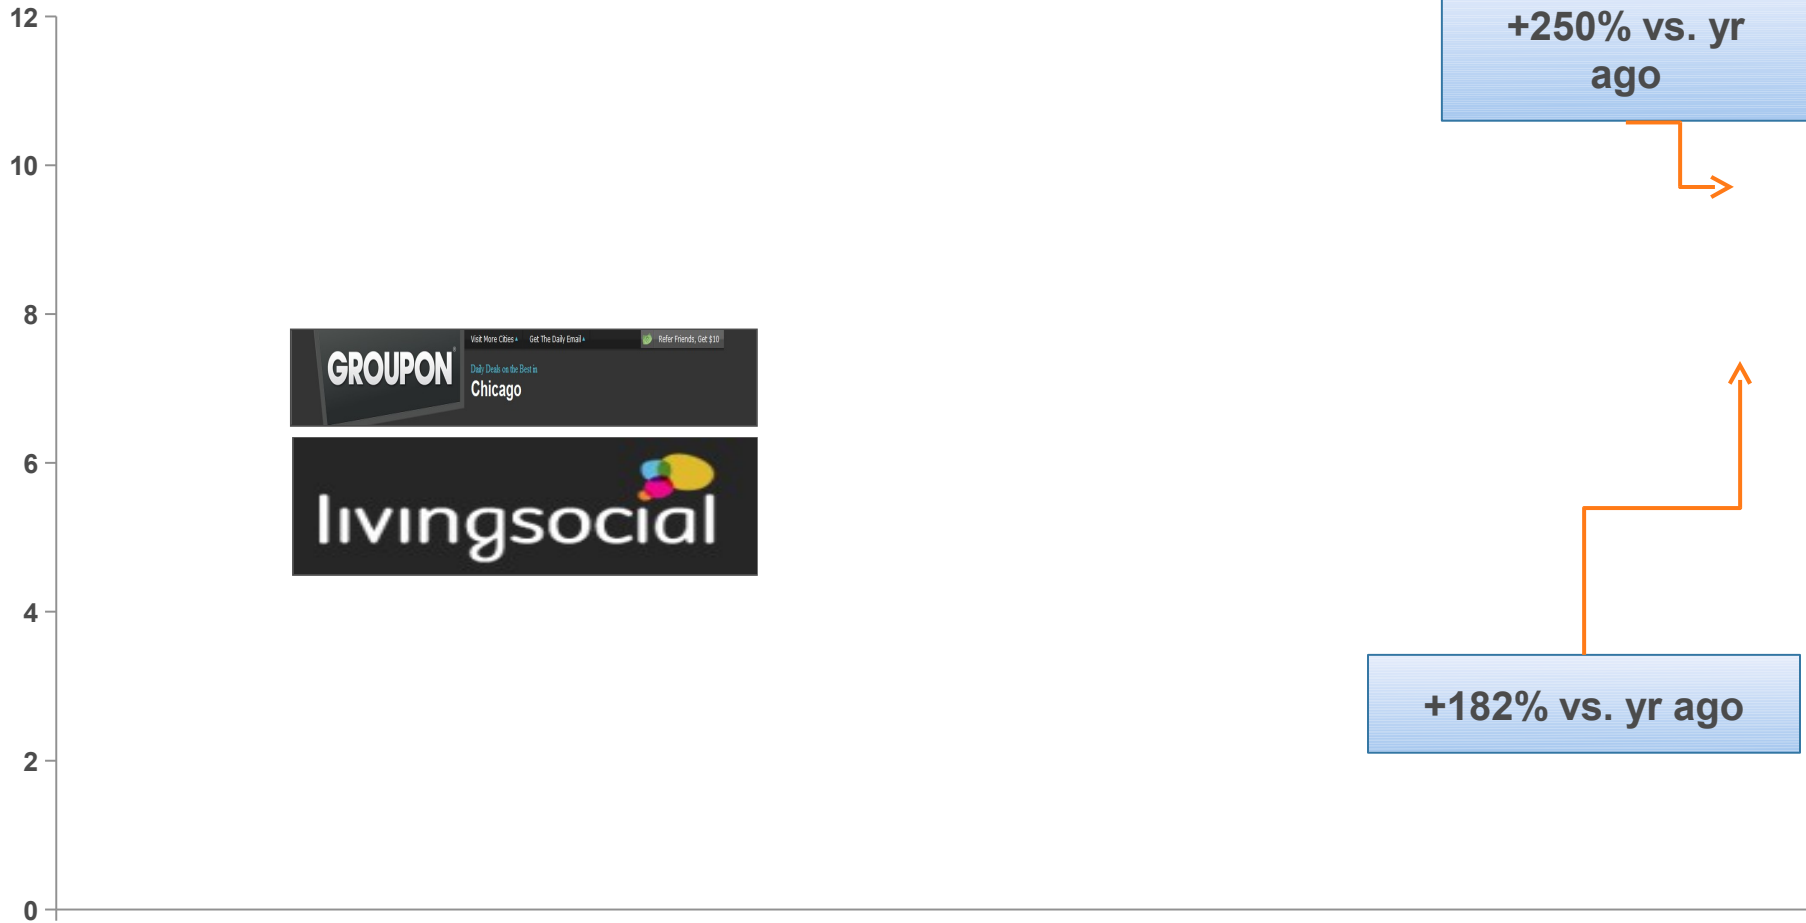 12
+250% vs. yr
ago
10
8
GROUPON
Visit More Cities
Get The Daily Email
Refer Friends, Get $10
Daily Deals on the Best in
Chicago
6
livingsocial
4
+182% vs. yr ago
2
0